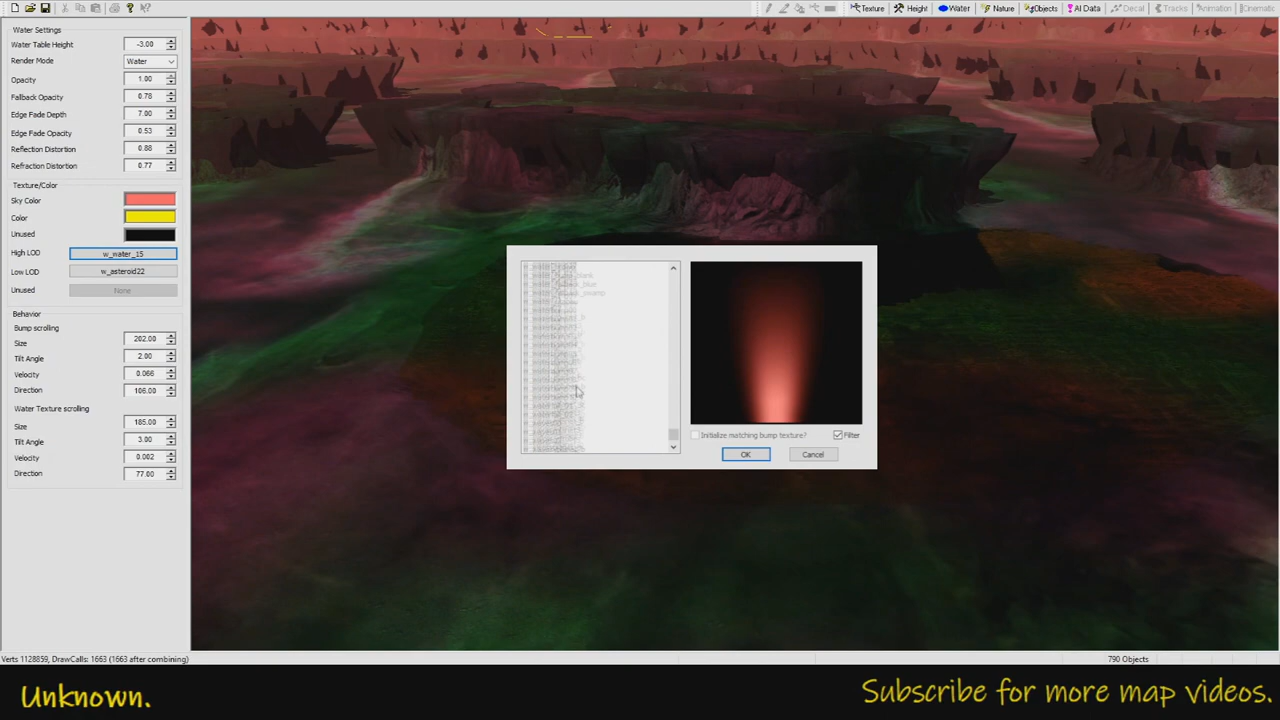 Texture Height Water Nature Objects AI Data Decal Tracks Animation Cinematic
Water Settings
Water Table Height -3.00
Render Mode Water
Opacity 1.00
Fallback Opacity 0.78
Edge Fade Depth 7.00
Edge Fade Opacity 0.53
Reflection Distortion 0.88
Refraction Distortion 0.77
Texture/Color
Sky Color
Color
Unused
High LOD w_water_15
Low LOD w_asteroid22
Unused None
Behavior
Bump scrolling
Size 202.00
Tilt Angle 2.00
Velocity 0.066
Direction 106.00
Water Texture scrolling
Size 185.00
Tilt Angle 3.00
Velocity 0.002
Direction 77.00
Initialize matching bump texture? Filter
OK Cancel
Verts 1128859, DrawCalls: 1663 (1663 after combining) 790 Objects
Unknown. Subscribe for more map videos.